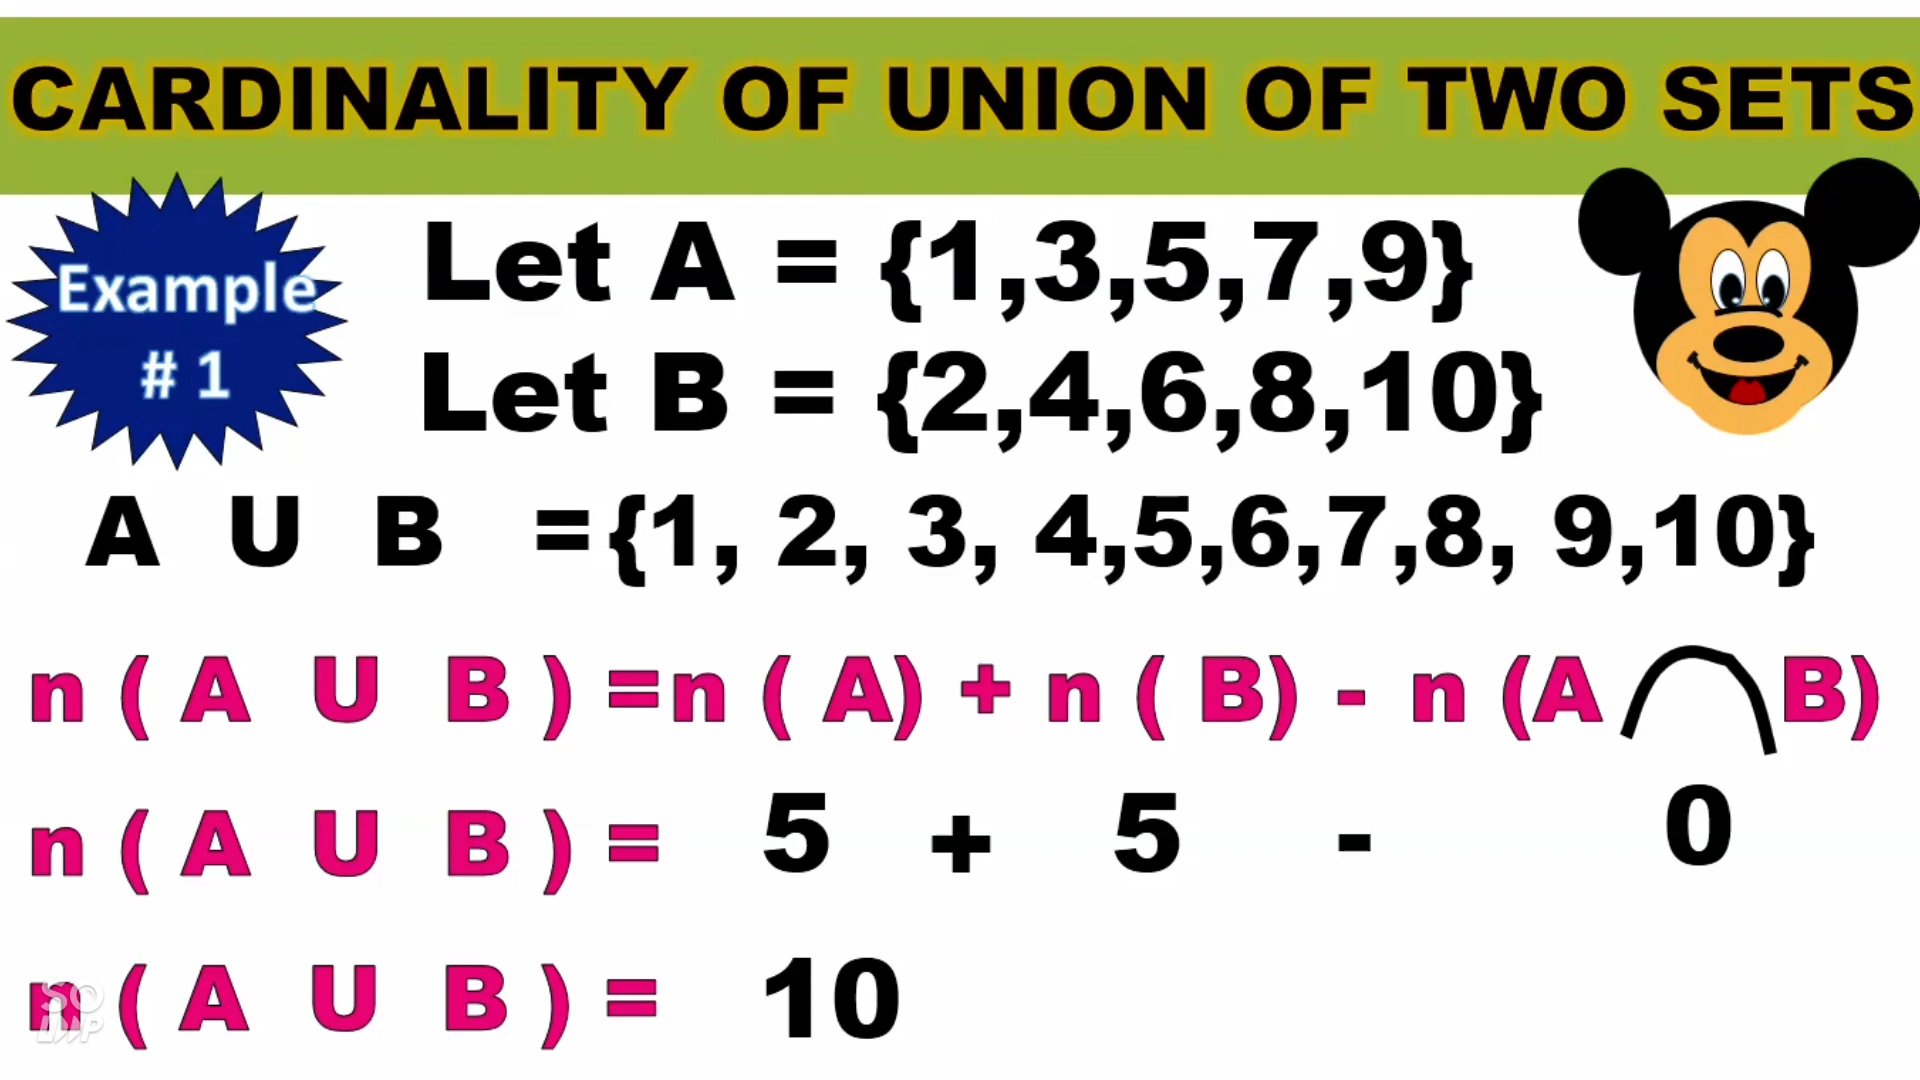 CARDINALITY OF UNION OF TWO SETS
Example
# 1
Let A = {1,3,5,7,9}
Let B = {2,4,6,8,10}
A U B ={1, 2, 3, 4,5,6,7,8, 9,10}
n ( A U B ) =n ( A) + n ( B) - n (A ∩ B)
n ( A U B ) = 5 + 5 - 0
n ( A U B ) = 10